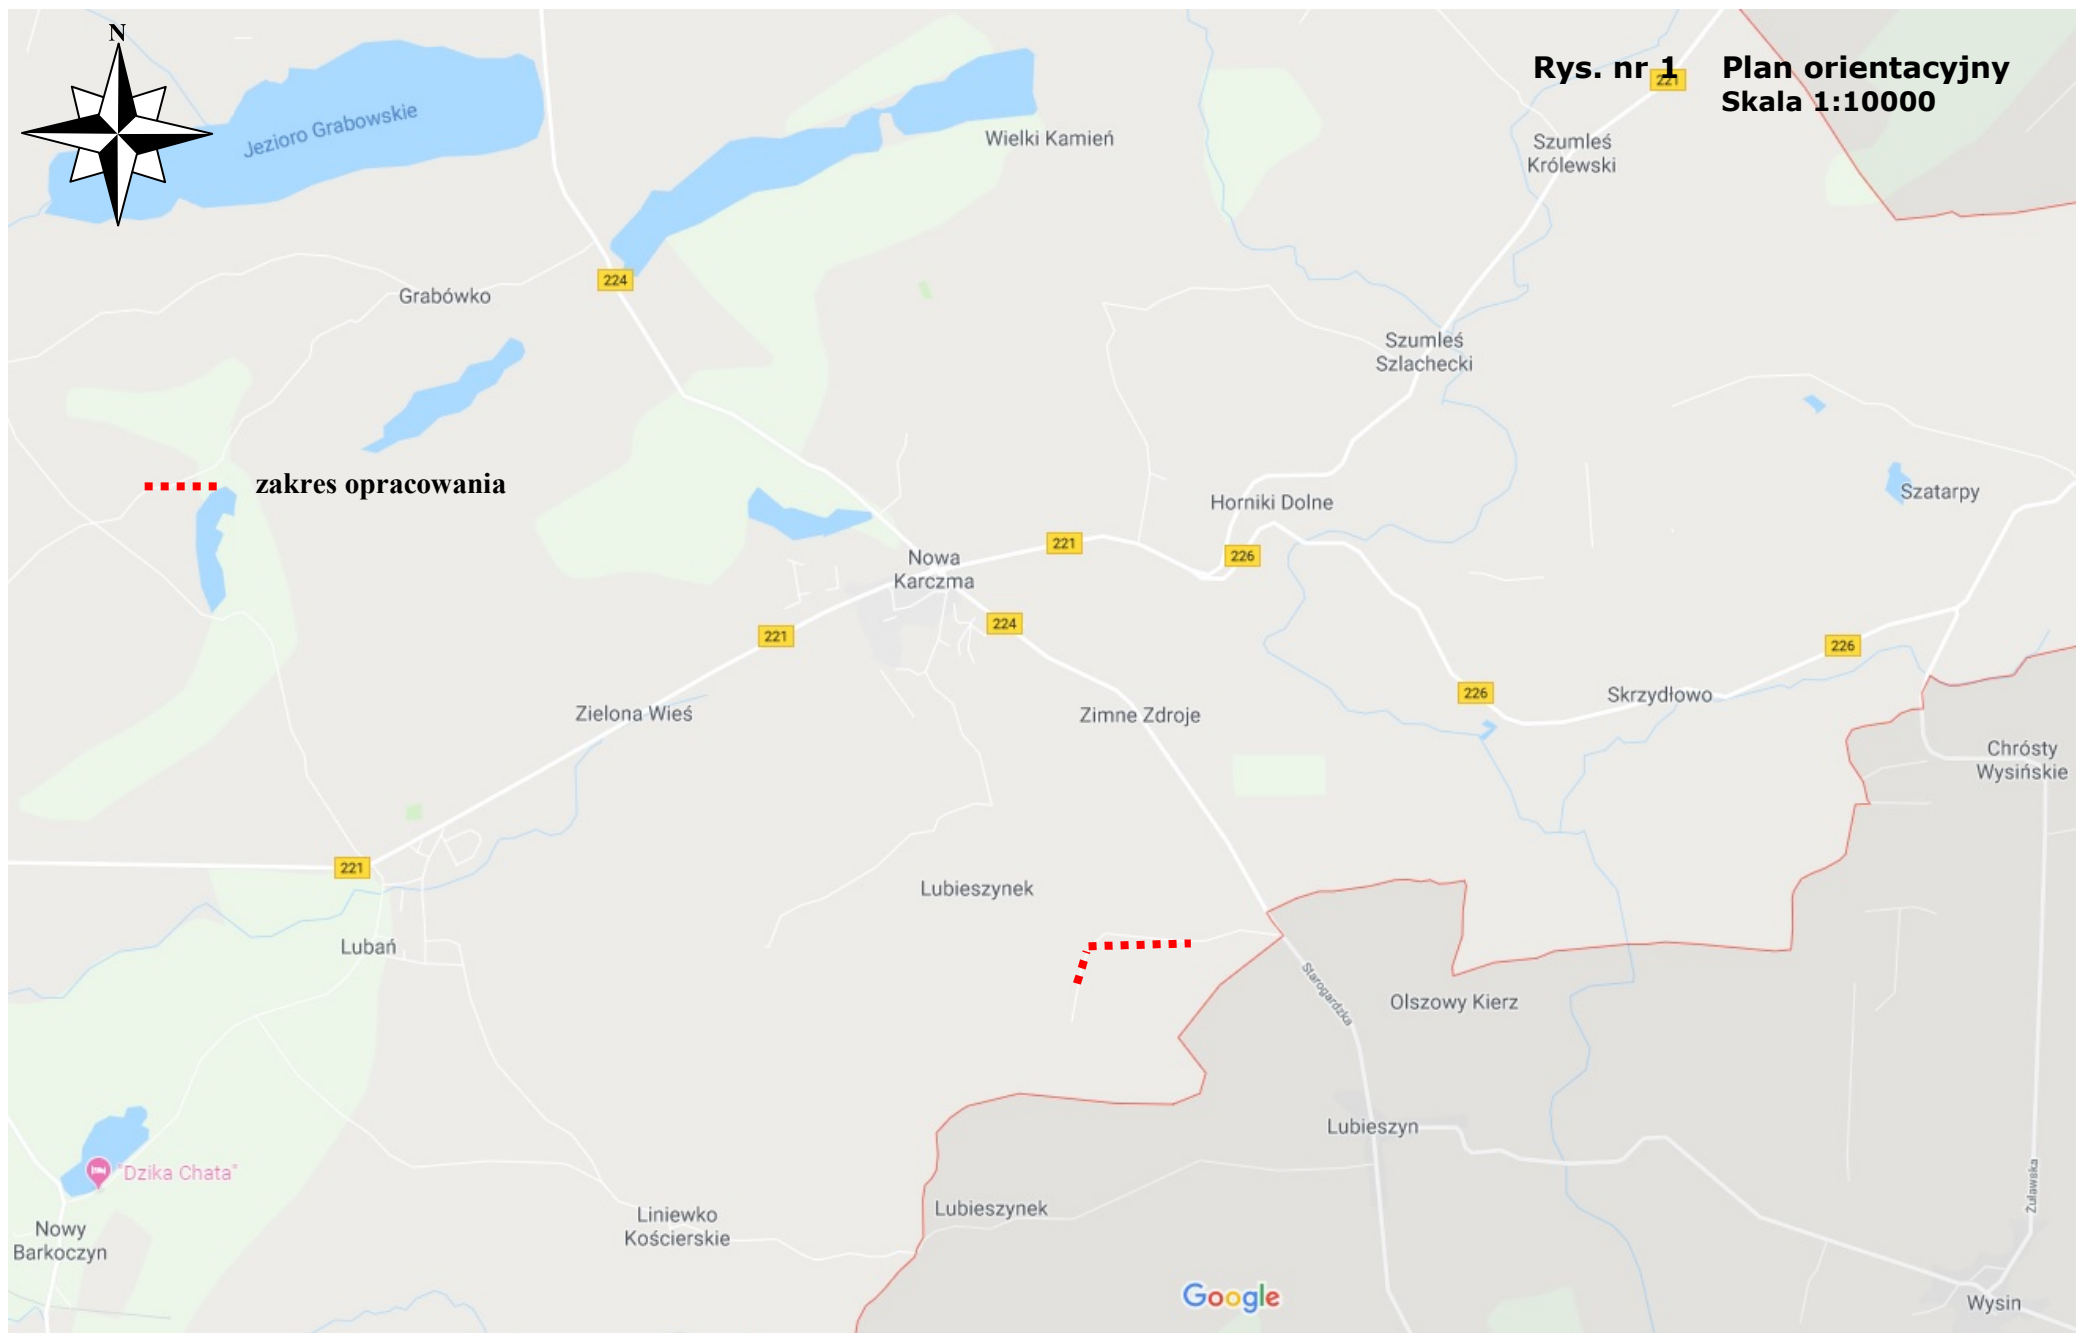 N
Rys. nr 1 Plan orientacyjny
221
Skala 1:10000
Jezioro Grabowskie
Wielki Kamień
Szumleś
Królewski
224
Grabówko
Szumleś
Szlachecki
zakres opracowania
Szatarpy
Horniki Dolne
221
226
Nowa
Karczma
224
221
226
226
Skrzydłowo
Zielona Wieś
Zimne Zdroje
Chrósty
Wysińskie
221
Lubieszynek
Lubań
Starogardzka
Olszowy Kierz
Lubieszyn
"Dzika Chata"
Żuławska
Lubieszynek
Liniewko
Kościerskie
Nowy
Barkoczyn
Google
Wysin